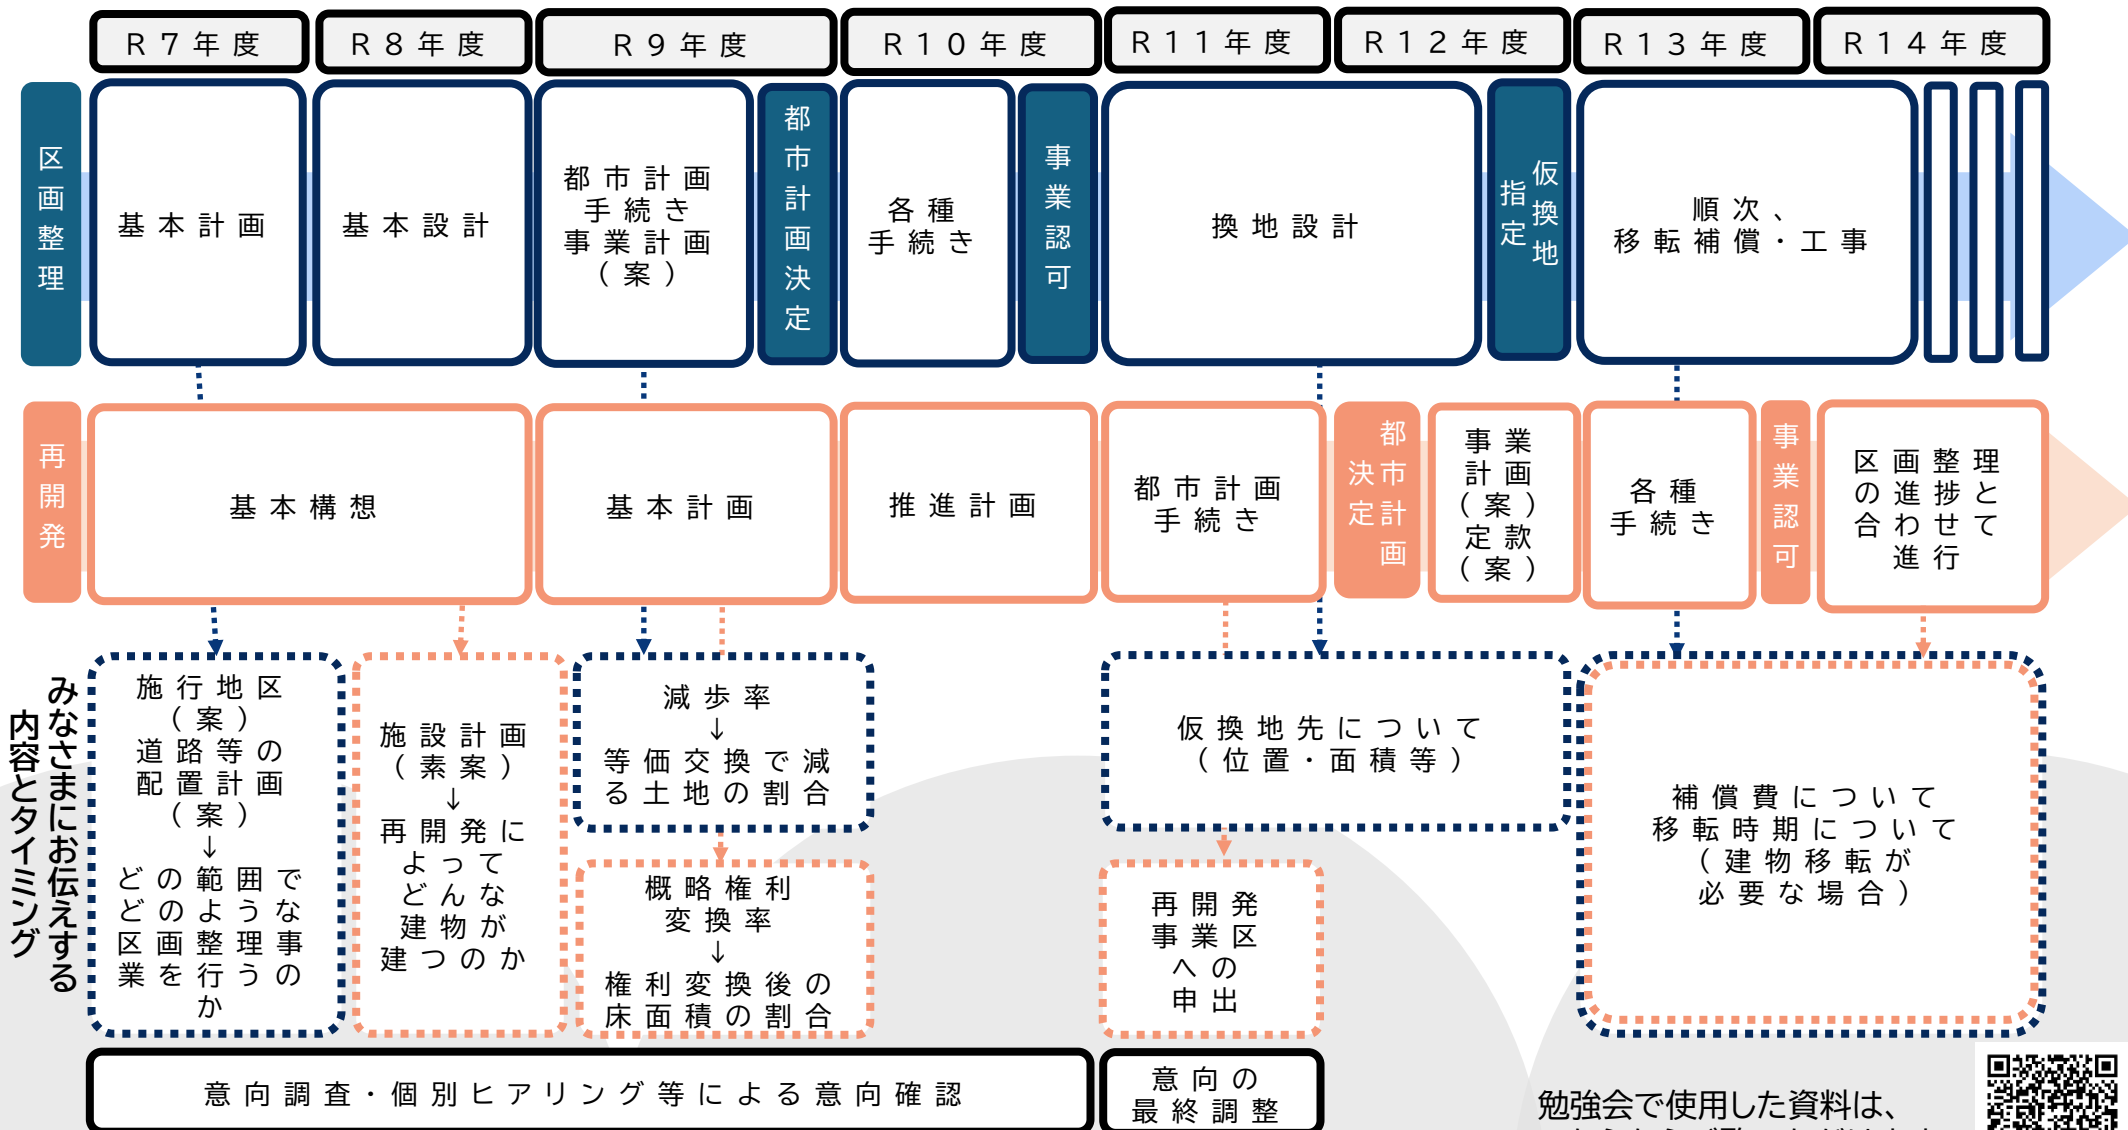 R7年度
R8年度
R9年度
R10年度
R11年度
R12年度
R13年度
R14年度
区画整理
基本計画
基本設計
都市計画
手続き
事業計画
(案)
都市計画決定
各種
手続き
事業認可
換地設計
仮換地
指定
順次、
移転補償・工事
再開発
基本構想
基本計画
推進計画
都市計画
手続き
都市計画
決定
事業
計画
(案)
定款
(案)
各種
手続き
事業認可
区画整理
の進捗と
合わせて
進行
みなさまにお伝えする
内容とタイミング
施行地区
(案)
道路等の
配置計画
(案)
↓
どの範囲で
どのような
区画整理事
業を行うの
か
施設計画
(素案)
↓
再開発に
よって
どんな
建物が
建つのか
減歩率
↓
等価交換で減
る土地の割合
概略権利
変換率
↓
権利変換後の
床面積の割合
仮換地先について
(位置・面積等)
再開発
事業区
への
申出
補償費について
移転時期について
(建物移転が
必要な場合)
意向調査・個別ヒアリング等による意向確認
意向の
最終調整
勉強会で使用した資料は、